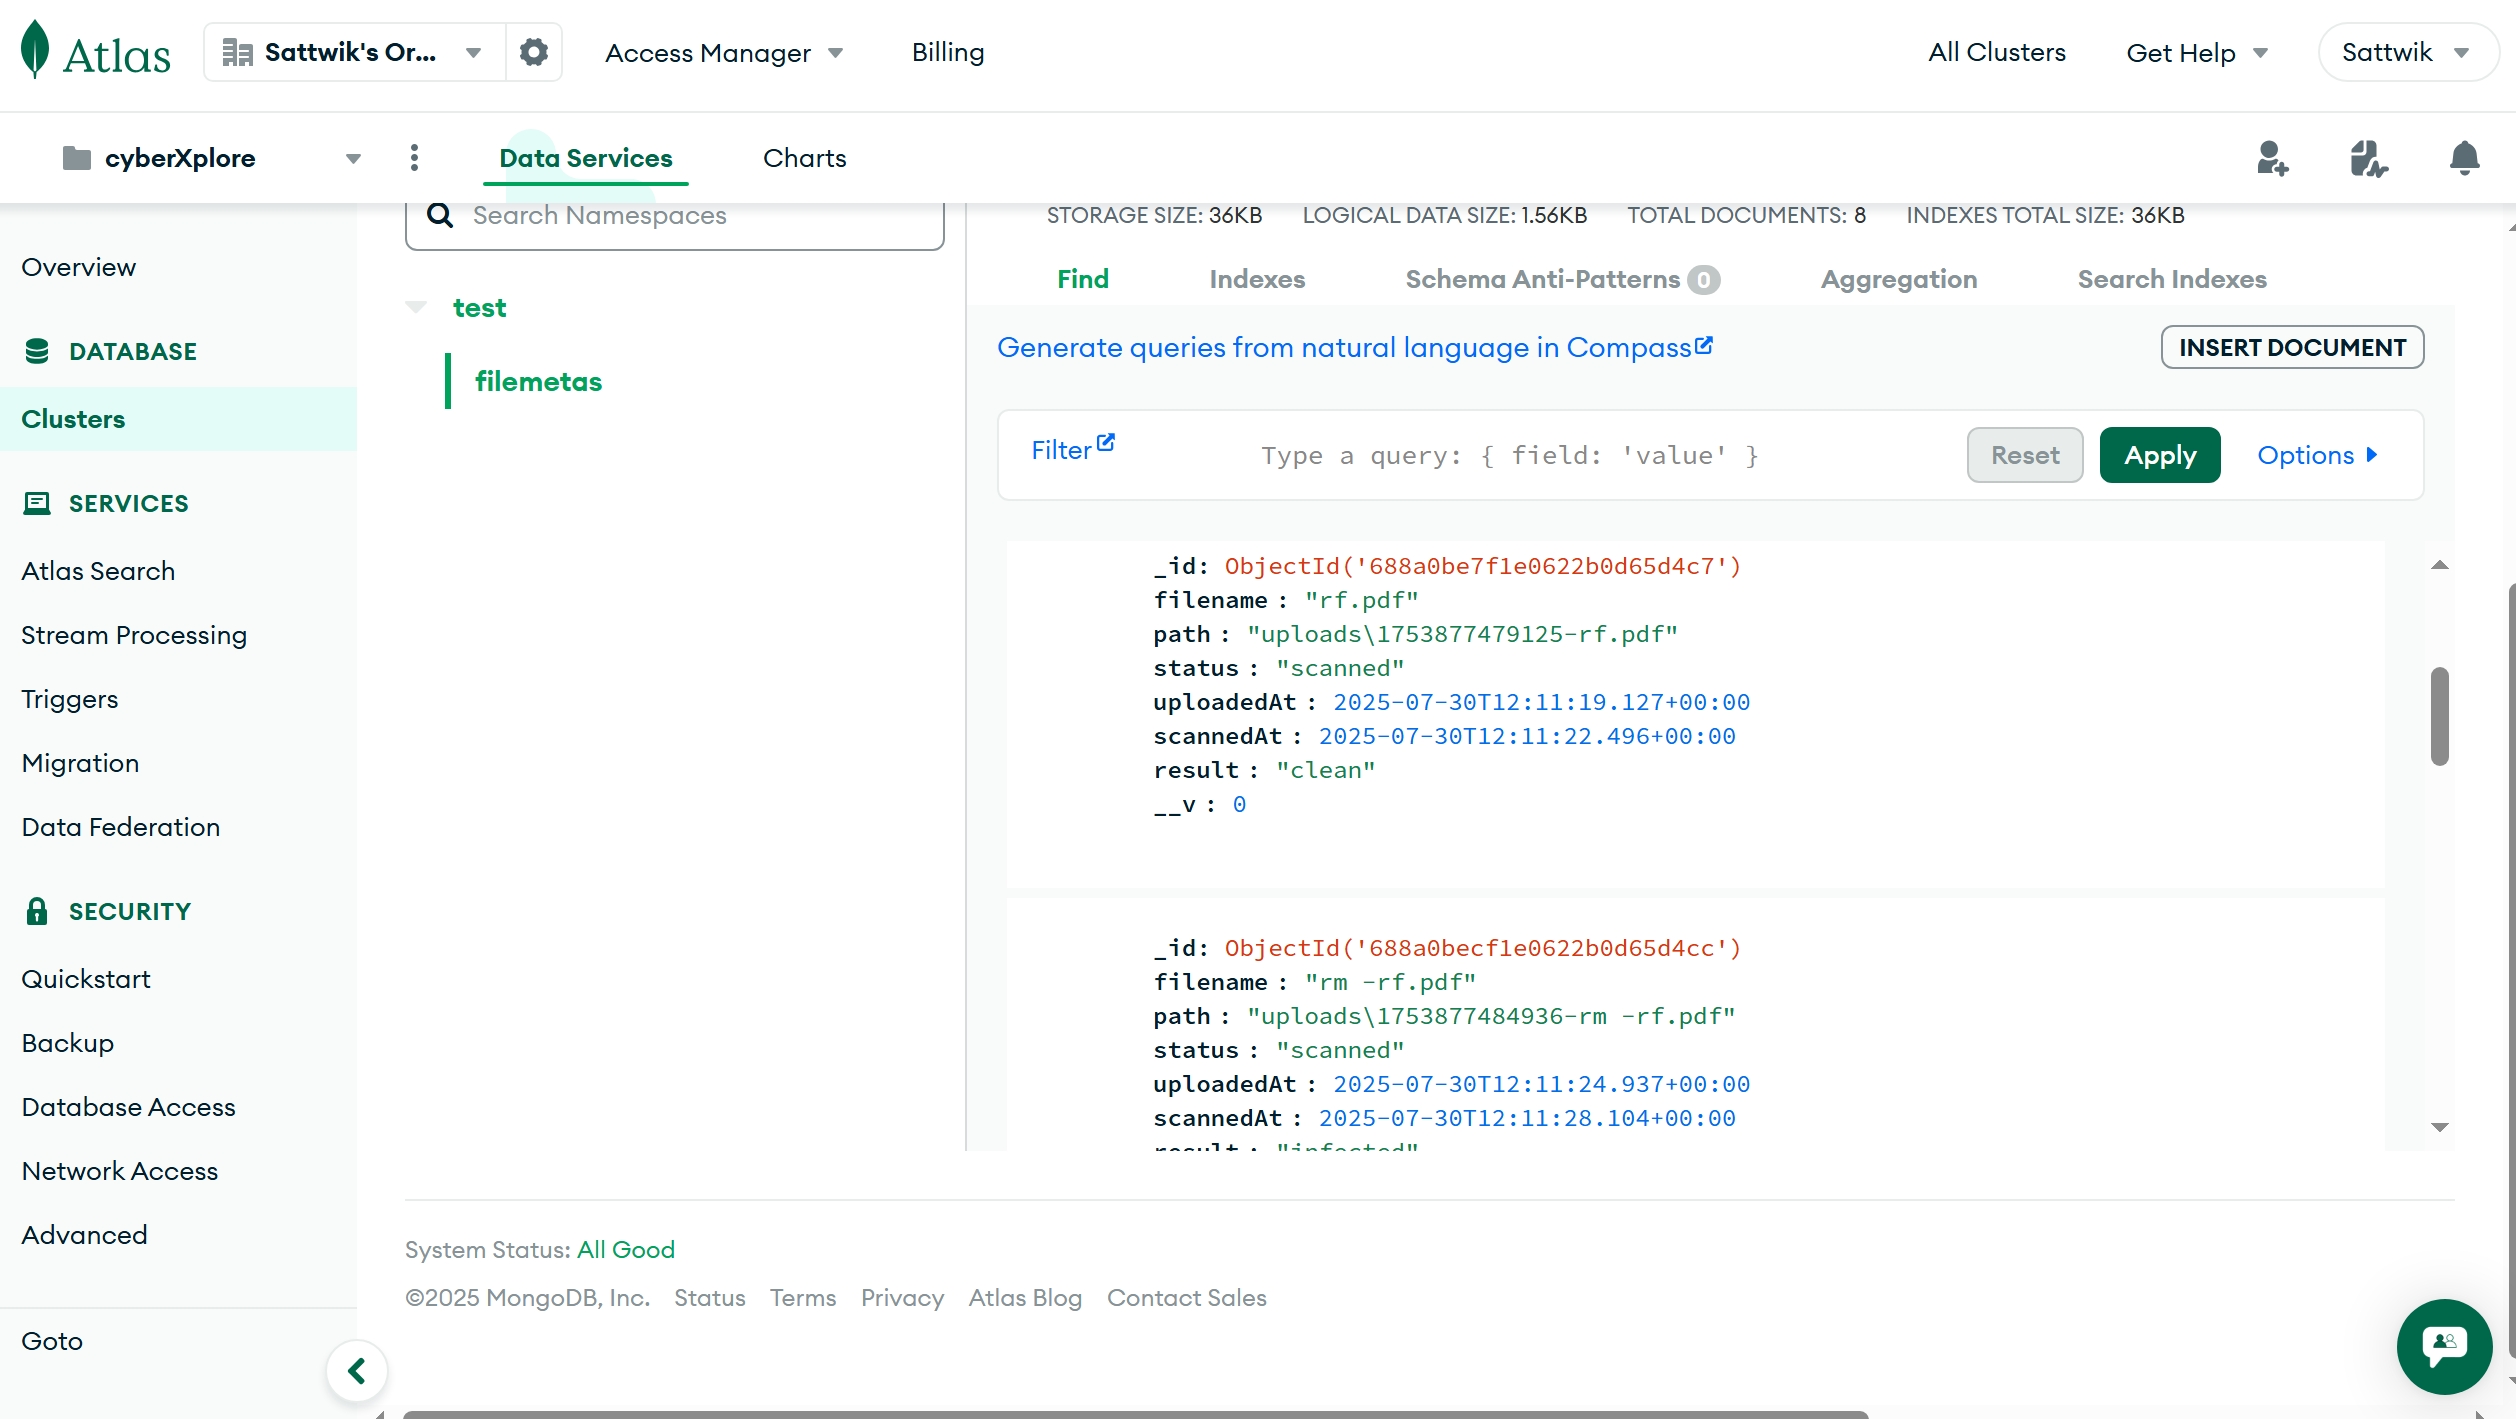 Atlas
Sattwik's Or...
Access Manager
Billing
All Clusters
Get Help
Sattwik
cyberXplore
Data Services
Charts
Search Namespaces
STORAGE SIZE: 36KB LOGICAL DATA SIZE: 1.56KB TOTAL DOCUMENTS: 8 INDEXES TOTAL SIZE: 36KB
Overview
DATABASE
Clusters
SERVICES
Atlas Search
Stream Processing
Triggers
Migration
Data Federation
SECURITY
Quickstart
Backup
Database Access
Network Access
Advanced
Goto
test
filemetas
Find Indexes Schema Anti-Patterns 0 Aggregation Search Indexes
Generate queries from natural language in Compass
INSERT DOCUMENT
Filter
Type a query: { field: 'value' }
Reset
Apply
Options
_id: ObjectId('688a0be7f1e0622b0d65d4c7')
filename : "rf.pdf"
path : "uploads\1753877479125-rf.pdf"
status : "scanned"
uploadedAt : 2025-07-30T12:11:19.127+00:00
scannedAt : 2025-07-30T12:11:22.496+00:00
result : "clean"
__v : 0
_id: ObjectId('688a0becf1e0622b0d65d4cc')
filename : "rm -rf.pdf"
path : "uploads\1753877484936-rm -rf.pdf"
status : "scanned"
uploadedAt : 2025-07-30T12:11:24.937+00:00
scannedAt : 2025-07-30T12:11:28.104+00:00
result : "infected"
System Status: All Good
©2025 MongoDB, Inc. Status Terms Privacy Atlas Blog Contact Sales